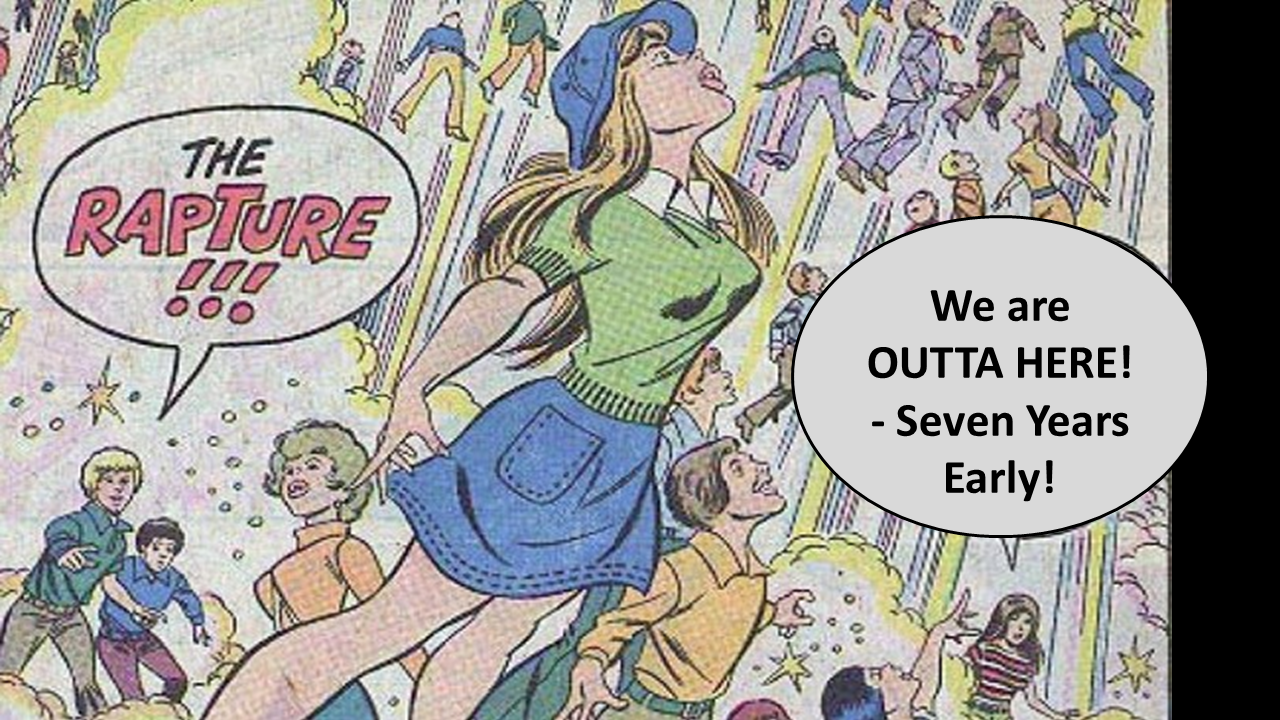 THE
RAPTURE
!!!
We are
OUTTA HERE!
- Seven Years
Early!